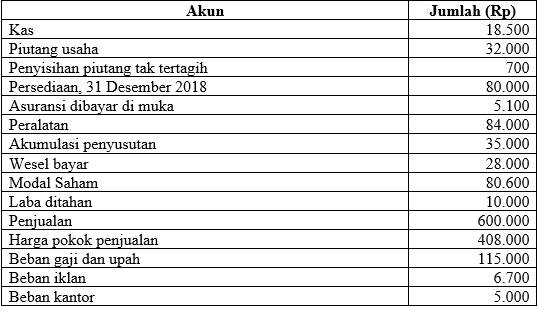 Akun Jumlah (Rp)
Kas 18.500
Piutang usaha 32.000
Penyisihan piutang tak tertagih 700
Persediaan, 31 Desember 2018 80.000
Asuransi dibayar di muka 5.100
Peralatan 84.000
Akumulasi penyusutan 35.000
Wesel bayar 28.000
Modal Saham 80.600
Laba ditahan 10.000
Penjualan 600.000
Harga pokok penjualan 408.000
Beban gaji dan upah 115.000
Beban iklan 6.700
Beban kantor 5.000